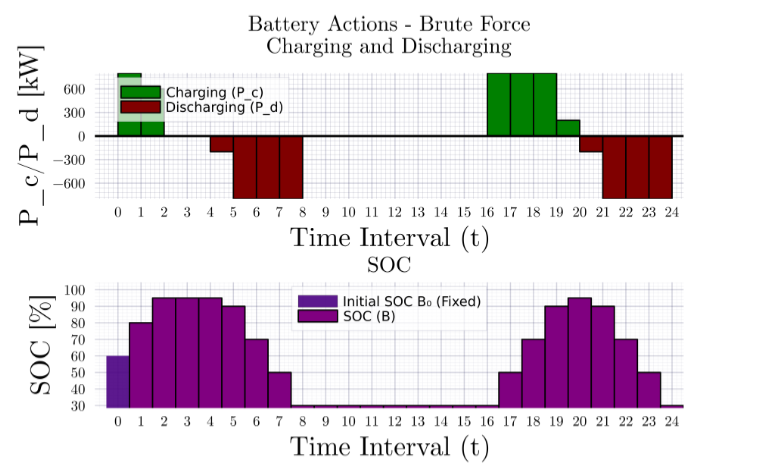 Battery Actions - Brute Force
Charging and Discharging
P_c/P_d [kW]
600
300
0
−300
−600
Charging (P_c)
Discharging (P_d)
0 1 2 3 4 5 6 7 8 9 10 11 12 13 14 15 16 17 18 19 20 21 22 23 24
Time Interval (t)
SOC
SOC [%]
100
90
80
70
60
50
40
30
Initial SOC B₀ (Fixed)
SOC (B)
0 1 2 3 4 5 6 7 8 9 10 11 12 13 14 15 16 17 18 19 20 21 22 23 24
Time Interval (t)